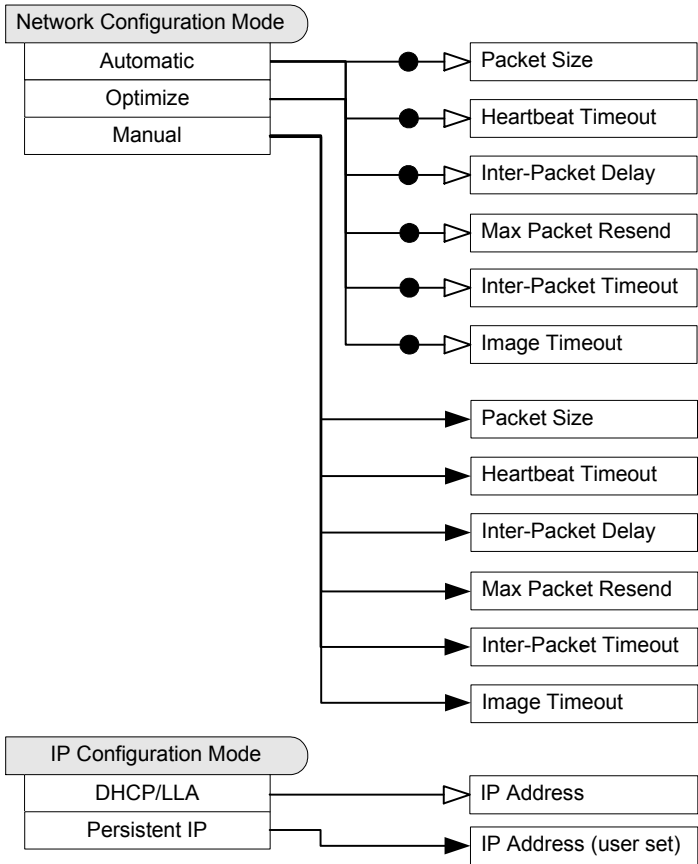 Network Configuration Mode
Automatic
Optimize
Manual
Packet Size
Heartbeat Timeout
Inter-Packet Delay
Max Packet Resend
Inter-Packet Timeout
Image Timeout
Packet Size
Heartbeat Timeout
Inter-Packet Delay
Max Packet Resend
Inter-Packet Timeout
Image Timeout
IP Configuration Mode
DHCP/LLA
Persistent IP
IP Address
IP Address (user set)